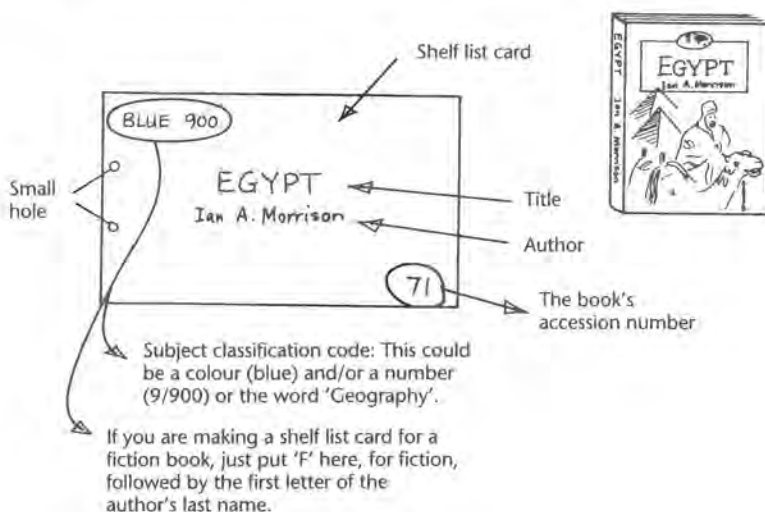 Shelf list card
BLUE 900
EGYPT
Ian A. Morrison
71
Small
hole
Title
Author
The book's
accession number
Subject classification code: This could
be a colour (blue) and/or a number
(9/900) or the word 'Geography'.
If you are making a shelf list card for a
fiction book, just put 'F' here, for fiction,
followed by the first letter of the
author's last name.
EGYPT Ian A. Morrison
EGYPT
Ian A. Morrison